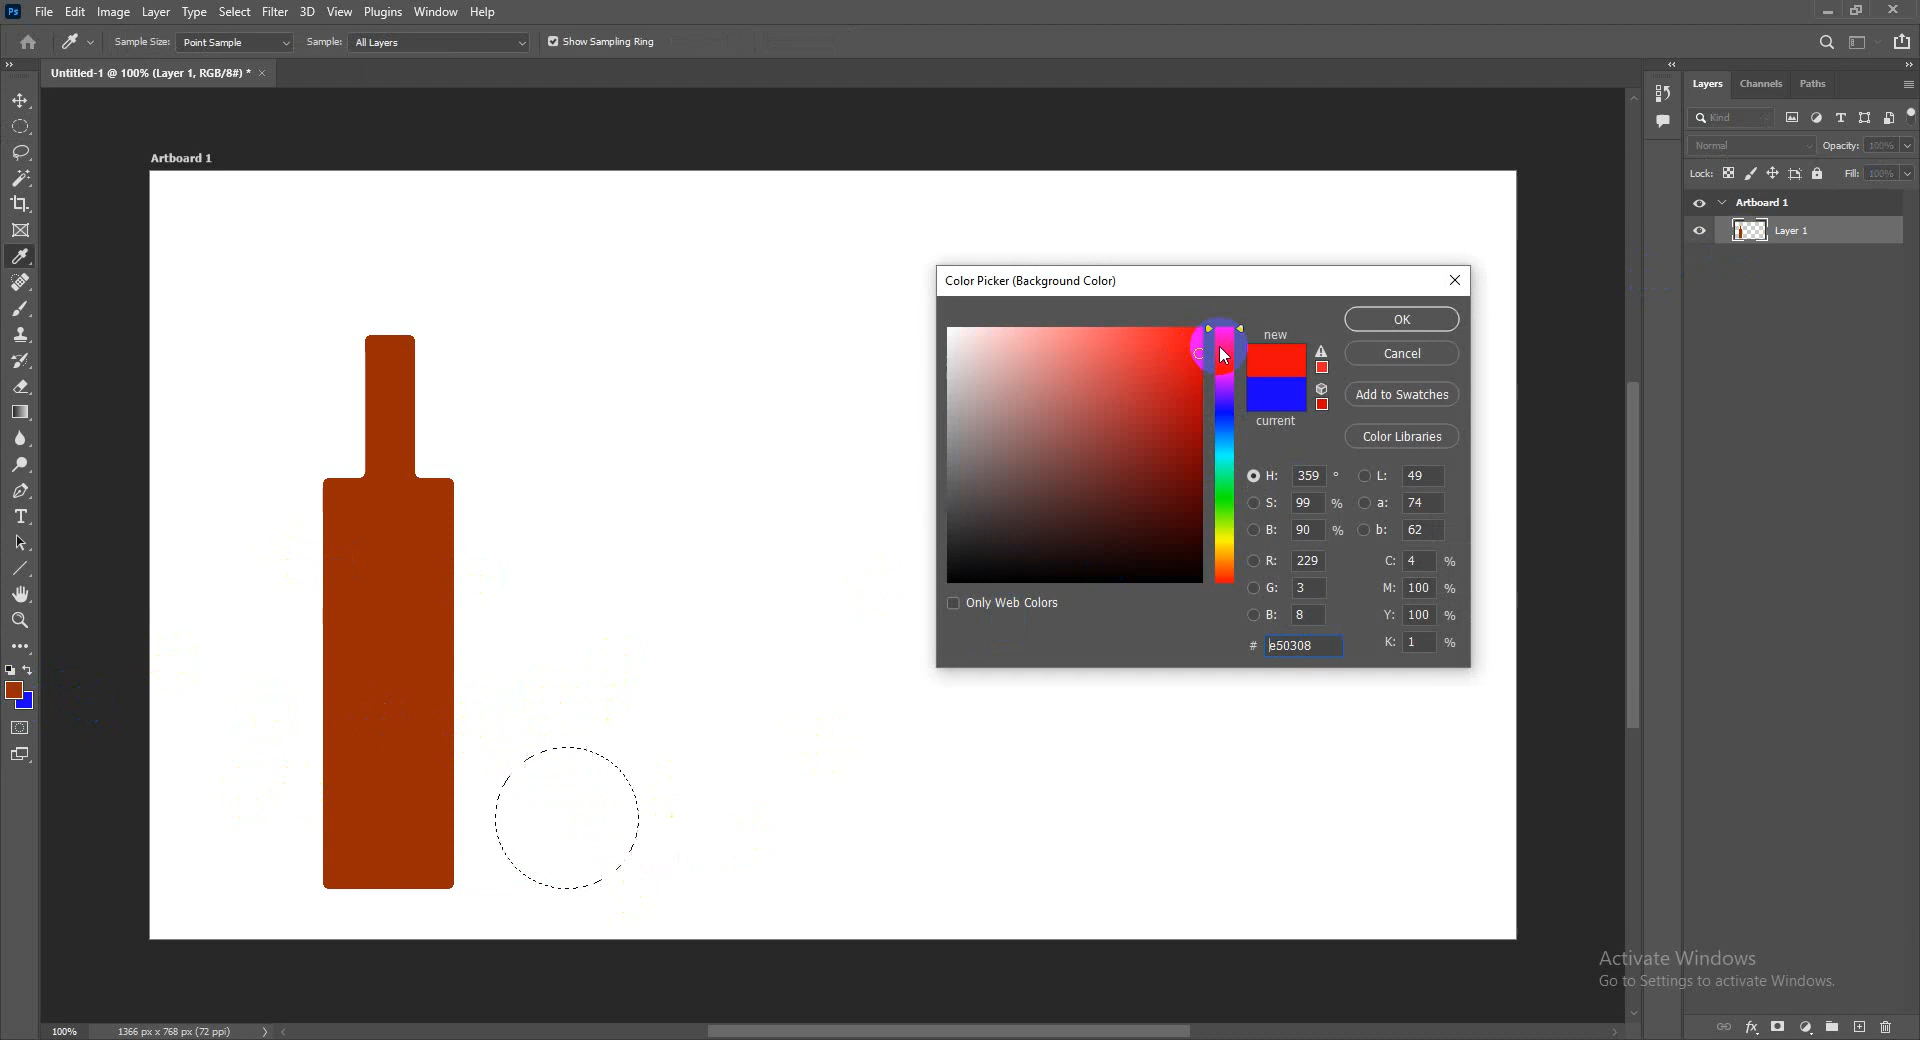 Ps File Edit Image Layer Type Select Filter 3D View Plugins Window Help
Sample Size: Point Sample Sample: All Layers Show Sampling Ring
Untitled-1 @ 100% (Layer 1, RGB/8#) *
Layers Channels Paths
Kind
Normal Opacity: 100%
Lock: Fill: 100%
Artboard 1
Layer 1
Artboard 1
Color Picker (Background Color)
new
current
OK
Cancel
Add to Swatches
Color Libraries
H: 359 ° L: 49
S: 99 % a: 74
B: 90 % b: 62
R: 229 C: 4 %
G: 3 M: 100 %
B: 8 Y: 100 %
# e50308 K: 1 %
Only Web Colors
Activate Windows
Go to Settings to activate Windows.
100% 1366 px x 768 px (72 ppi)